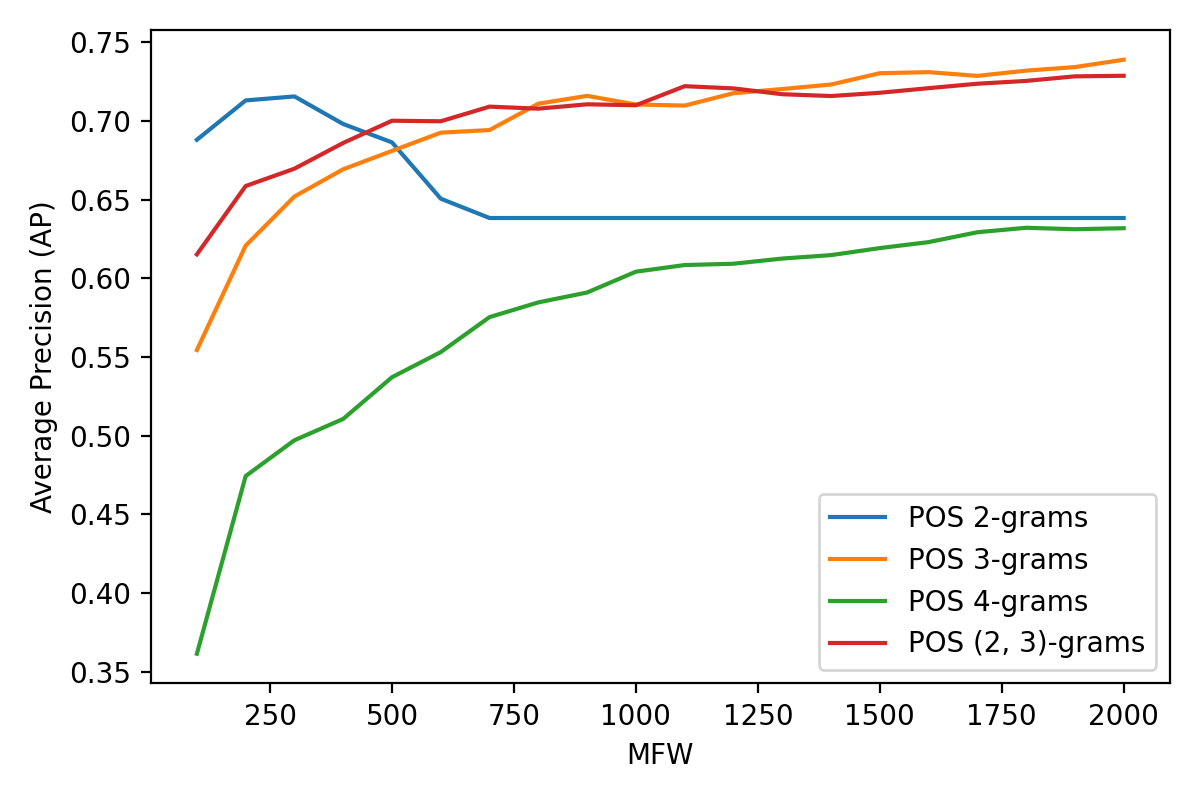 0.75
0.70
0.65
0.60
0.55
0.50
0.45
0.40
0.35
Average Precision (AP)
POS 2-grams
POS 3-grams
POS 4-grams
POS (2, 3)-grams
250 500 750 1000 1250 1500 1750 2000
MFW